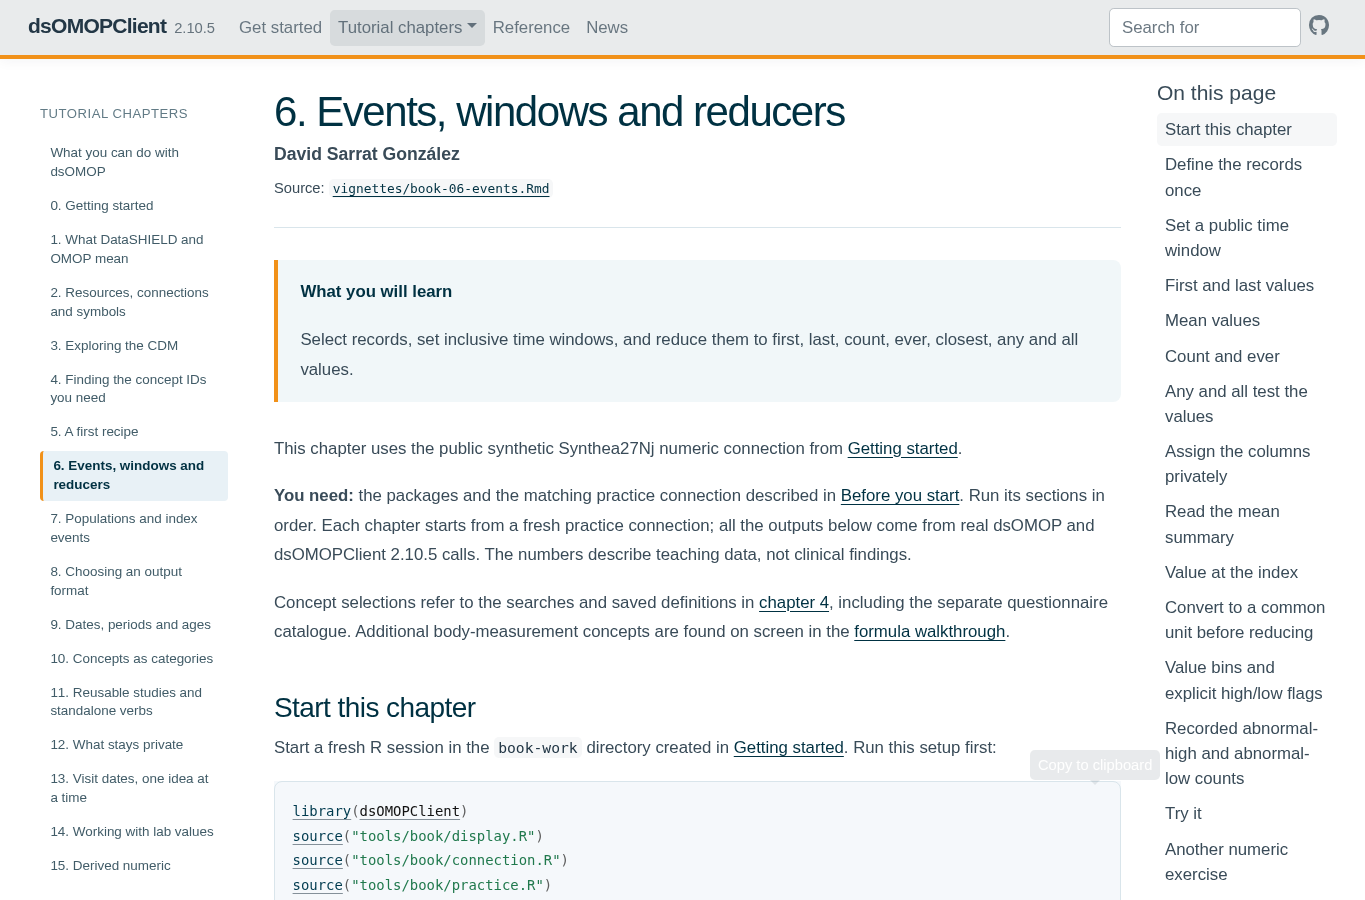 dsOMOPClient 2.10.5 Get started Tutorial chapters Reference News Search for
TUTORIAL CHAPTERS
What you can do with
dsOMOP
0. Getting started
1. What DataSHIELD and
OMOP mean
2. Resources, connections
and symbols
3. Exploring the CDM
4. Finding the concept IDs
you need
5. A first recipe
6. Events, windows and
reducers
7. Populations and index
events
8. Choosing an output
format
9. Dates, periods and ages
10. Concepts as categories
11. Reusable studies and
standalone verbs
12. What stays private
13. Visit dates, one idea at
a time
14. Working with lab values
15. Derived numeric
6. Events, windows and reducers
David Sarrat González
Source: vignettes/book-06-events.Rmd
What you will learn
Select records, set inclusive time windows, and reduce them to first, last, count, ever, closest, any and all
values.
This chapter uses the public synthetic Synthea27Nj numeric connection from Getting started.
You need: the packages and the matching practice connection described in Before you start. Run its sections in
order. Each chapter starts from a fresh practice connection; all the outputs below come from real dsOMOP and
dsOMOPClient 2.10.5 calls. The numbers describe teaching data, not clinical findings.
Concept selections refer to the searches and saved definitions in chapter 4, including the separate questionnaire
catalogue. Additional body-measurement concepts are found on screen in the formula walkthrough.
Start this chapter
Start a fresh R session in the book-work directory created in Getting started. Run this setup first:
Copy to clipboard
library(dsOMOPClient)
source("tools/book/display.R")
source("tools/book/connection.R")
source("tools/book/practice.R")
On this page
Start this chapter
Define the records
once
Set a public time
window
First and last values
Mean values
Count and ever
Any and all test the
values
Assign the columns
privately
Read the mean
summary
Value at the index
Convert to a common
unit before reducing
Value bins and
explicit high/low flags
Recorded abnormal-
high and abnormal-
low counts
Try it
Another numeric
exercise